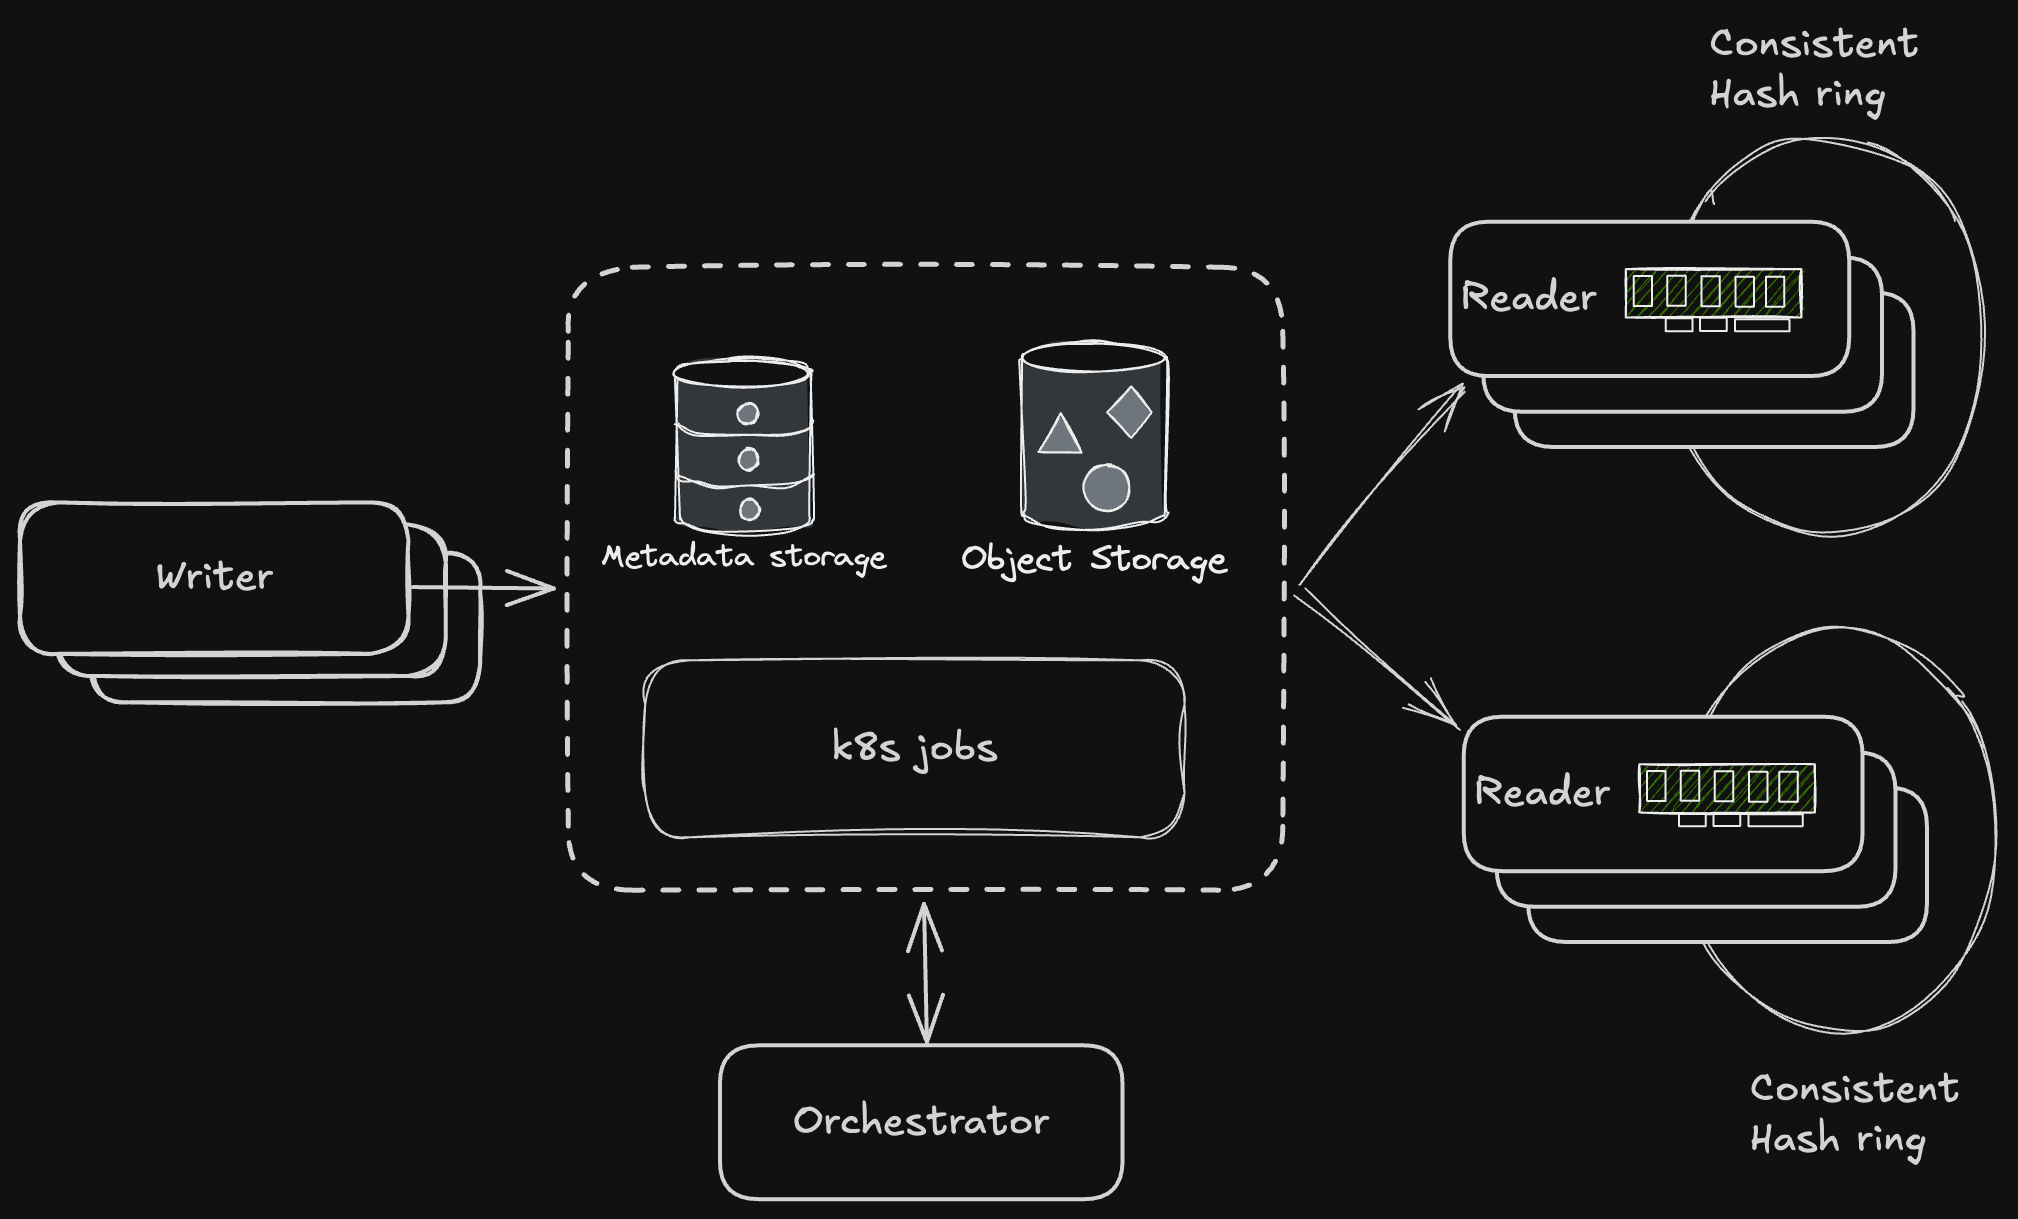 Consistent
Hash ring
Reader
Metadata storage
Object Storage
Writer
k8s jobs
Reader
Orchestrator
Consistent
Hash ring